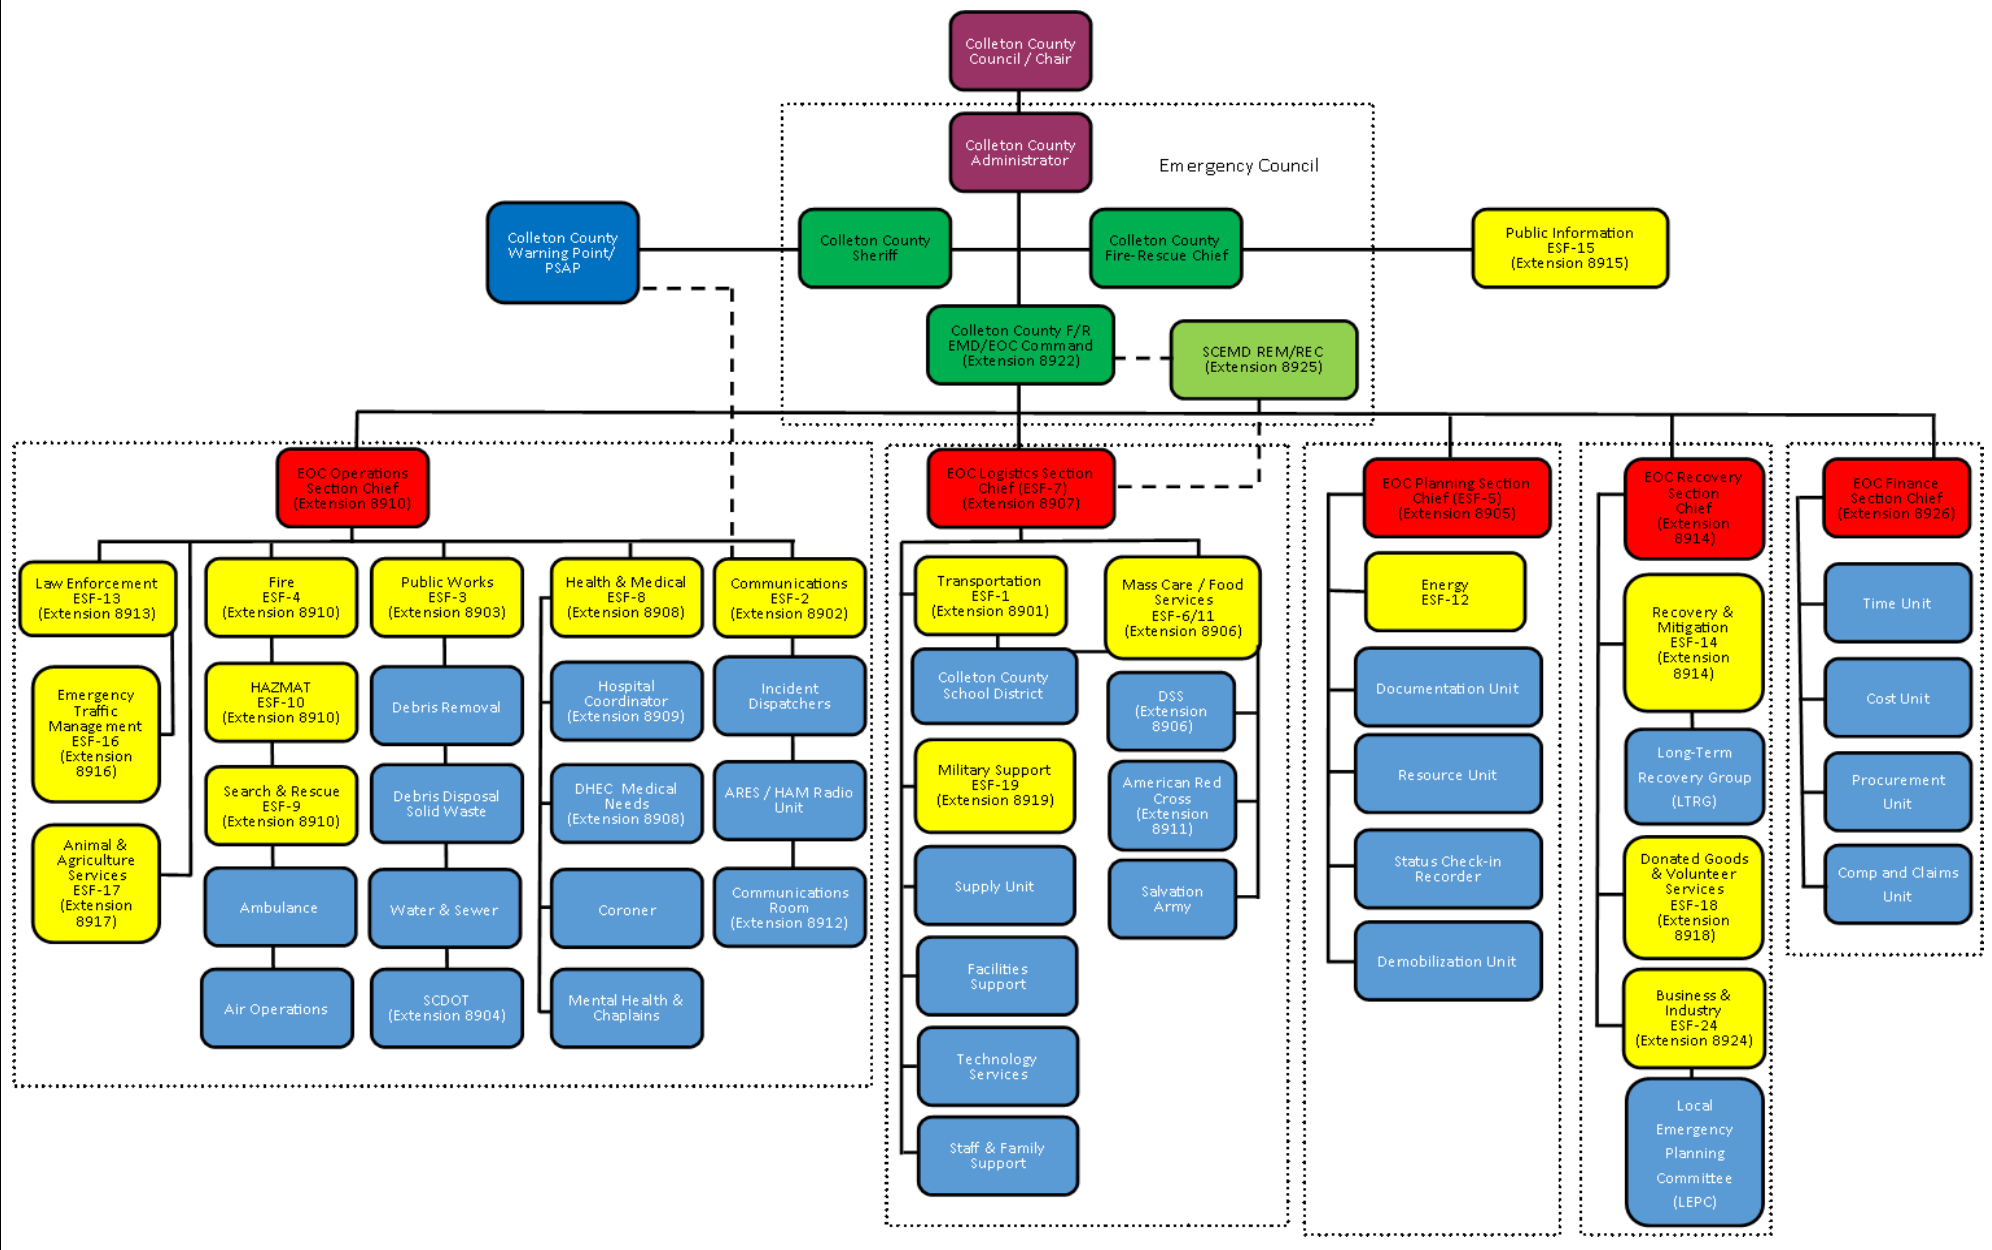 Colleton County
Council / Chair
Colleton County
Administrator
Emergency Council
Colleton County
Warning Point/
PSAP
Colleton County
Sheriff
Colleton County
Fire-Rescue Chief
Public Information
ESF-15
(Extension 8915)
Colleton County F/R
EMD/EOC Command
(Extension 8922)
SCEMD REM/REC
(Extension 8925)
EOC Operations
Section Chief
(Extension 8910)
Law Enforcement
ESF-13
(Extension 8913)
Emergency
Traffic
Management
ESF-16
(Extension
8916)
Animal &
Agriculture
Services
ESF-17
(Extension
8917)
Fire
ESF-4
(Extension 8910)
HAZMAT
ESF-10
(Extension 8910)
Search & Rescue
ESF-9
(Extension 8910)
Ambulance
Air Operations
Public Works
ESF-3
(Extension 8903)
Debris Removal
Debris Disposal
Solid Waste
Water & Sewer
SCDOT
(Extension 8904)
Health & Medical
ESF-8
(Extension 8908)
Hospital
Coordinator
(Extension 8909)
DHEC Medical
Needs
(Extension 8908)
Coroner
Mental Health &
Chaplains
Communications
ESF-2
(Extension 8902)
Incident
Dispatchers
ARES / HAM Radio
Unit
Communications
Room
(Extension 8912)
EOC Logistics Section
Chief (ESF-7)
(Extension 8907)
Transportation
ESF-1
(Extension 8901)
Colleton County
School District
Military Support
ESF-19
(Extension 8919)
Supply Unit
Facilities
Support
Technology
Services
Staff & Family
Support
Mass Care / Food
Services
ESF-6/11
(Extension 8906)
DSS
(Extension
8906)
American Red
Cross
(Extension
8911)
Salvation
Army
EOC Planning Section
Chief (ESF-5)
(Extension 8905)
Energy
ESF-12
Documentation Unit
Resource Unit
Status Check-in
Recorder
Demobilization Unit
EOC Recovery
Section
Chief
(Extension
8914)
Recovery &
Mitigation
ESF-14
(Extension
8914)
Long-Term
Recovery Group
(LTRG)
Donated Goods
& Volunteer
Services
ESF-18
(Extension
8918)
Business &
Industry
ESF-24
(Extension 8924)
Local
Emergency
Planning
Committee
(LEPC)
EOC Finance
Section Chief
(Extension 8926)
Time Unit
Cost Unit
Procurement
Unit
Comp and Claims
Unit